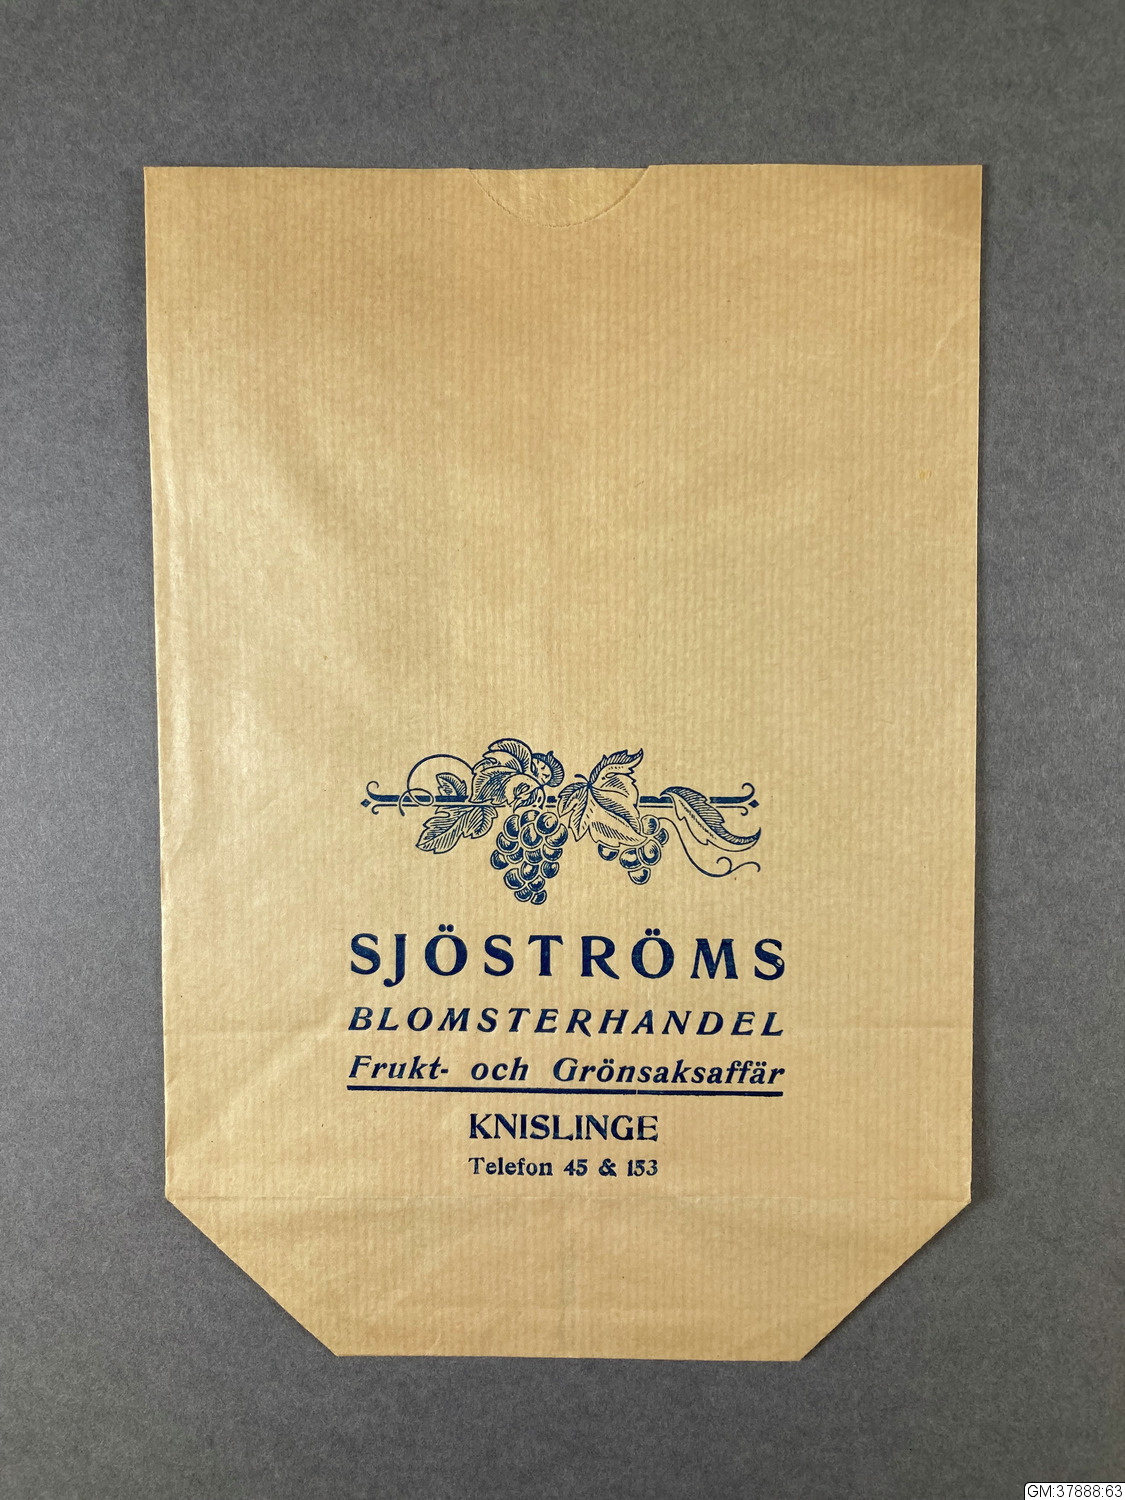 SJÖSTRÖMS
BLOMSTERHANDEL
Frukt- och Grönsaksaffär
KNISLINGE
Telefon 45 & 153
GM:37888:63